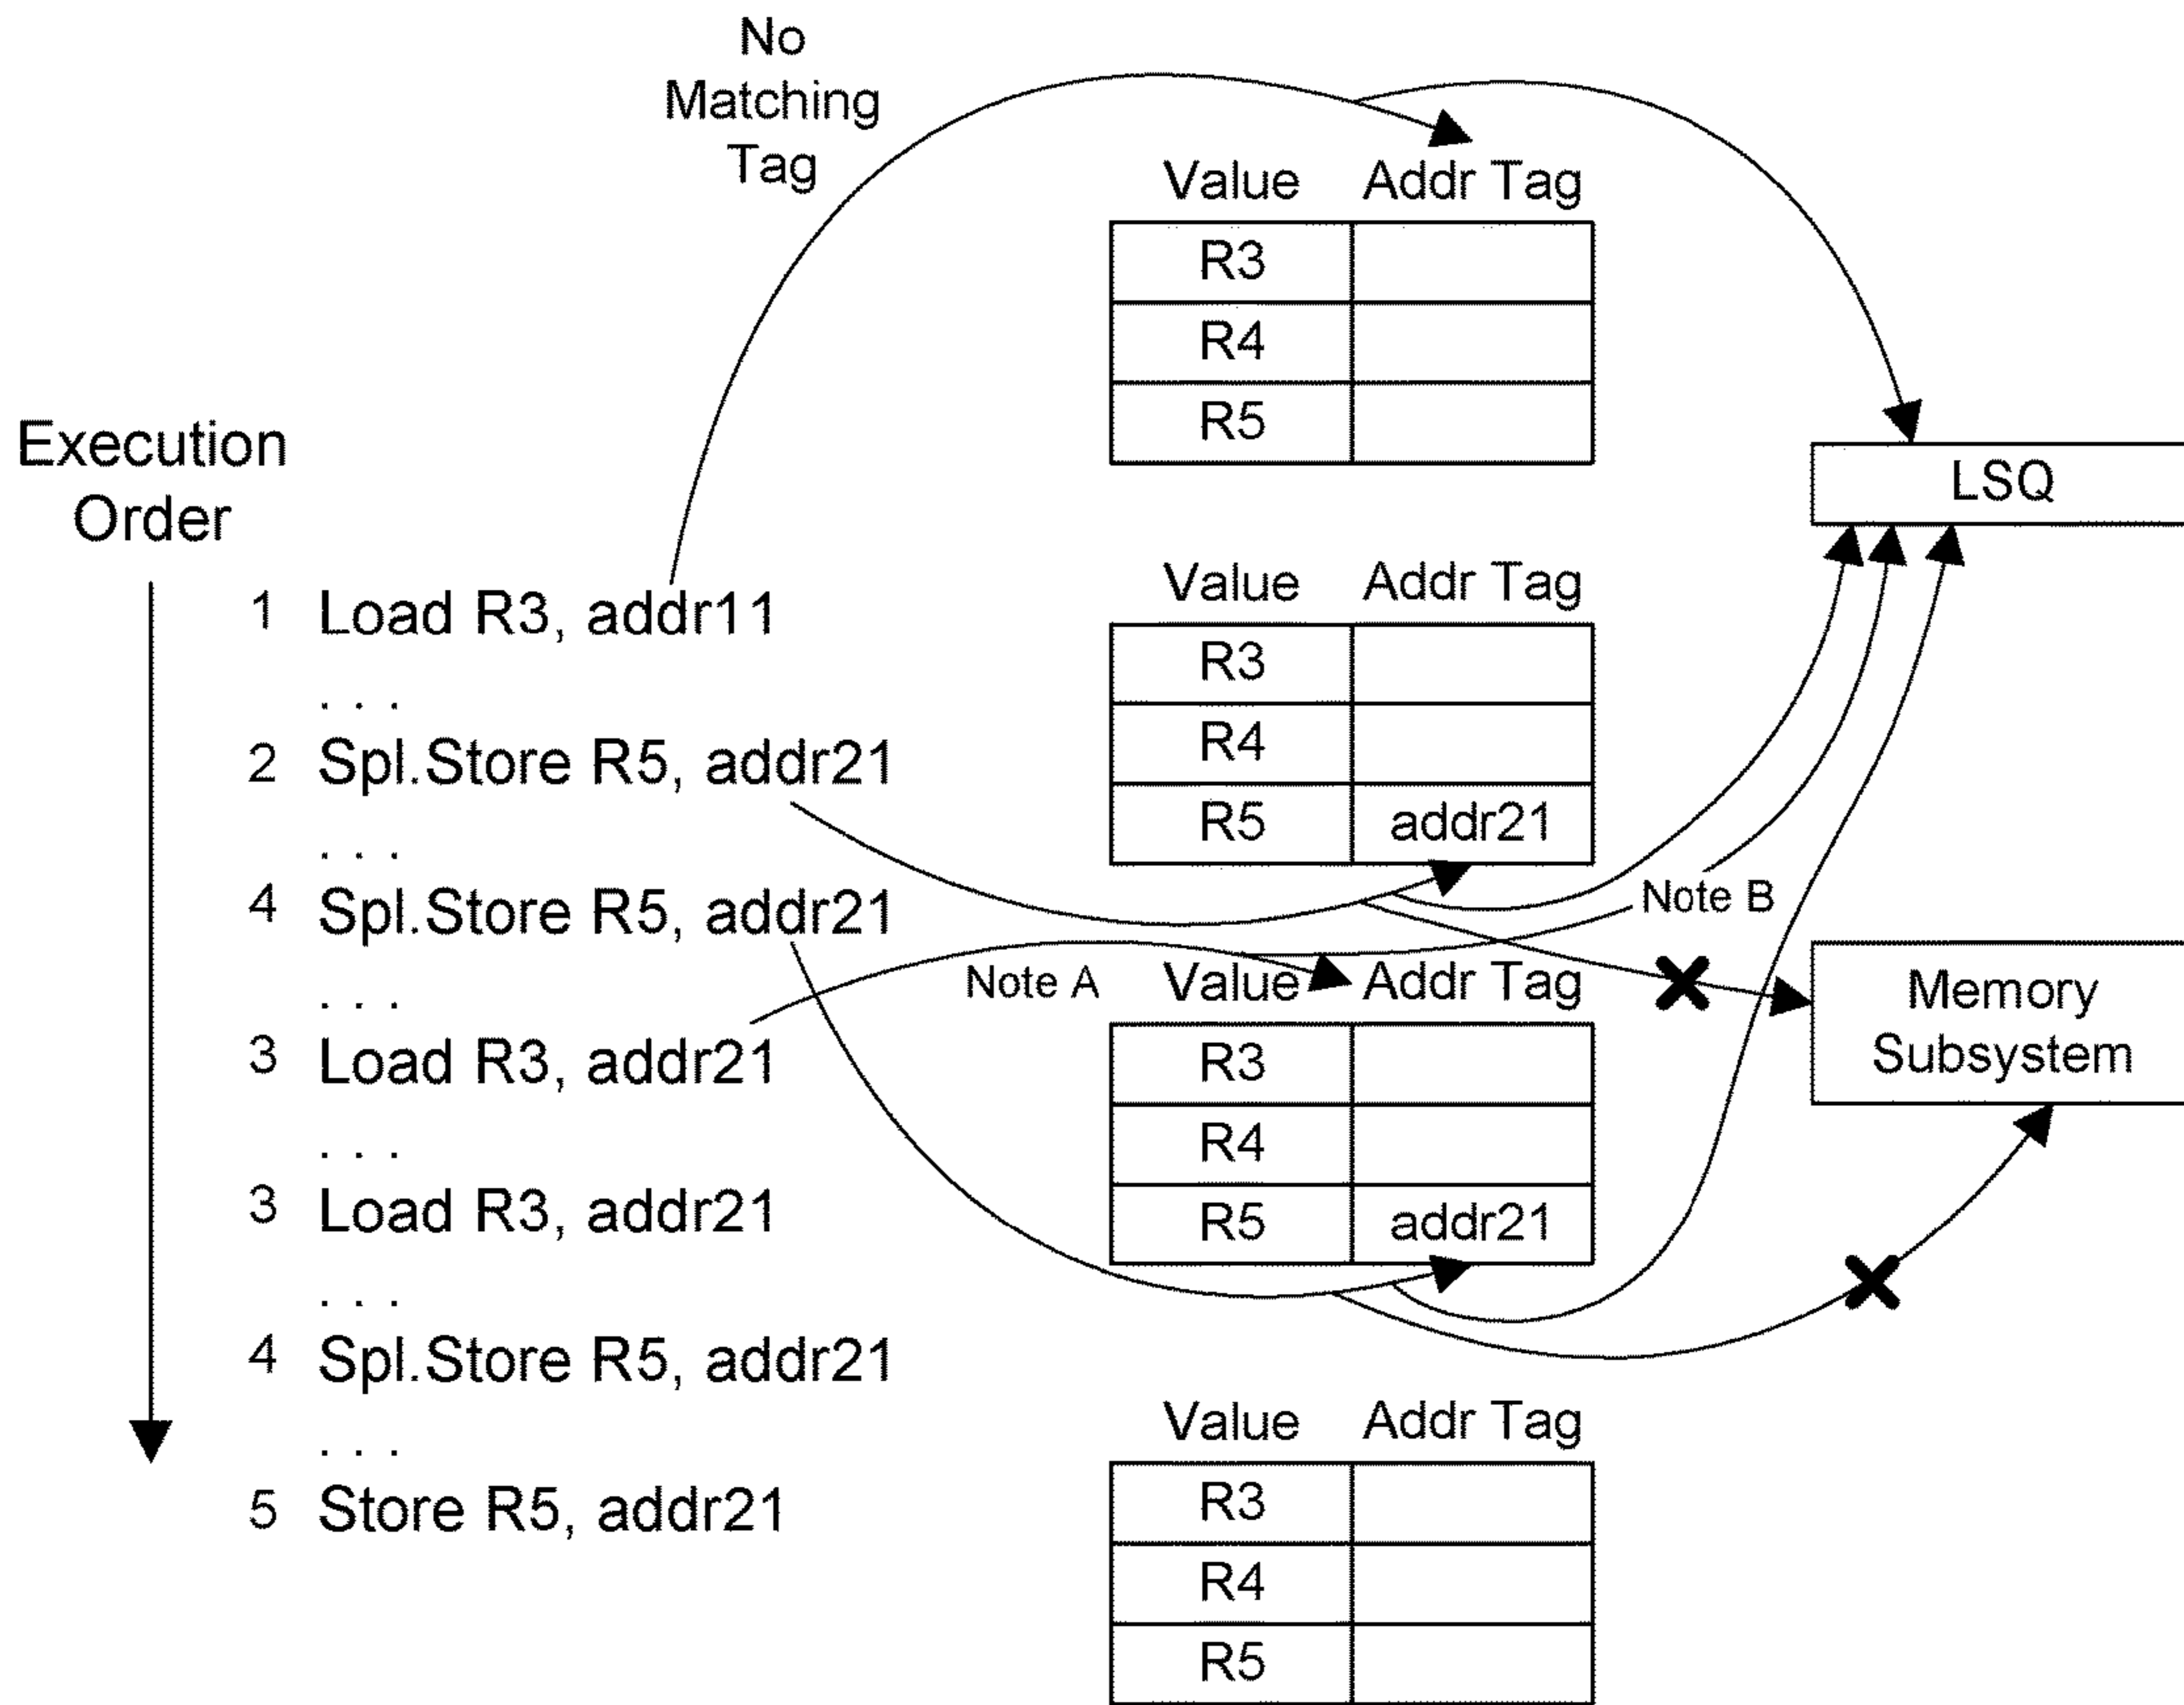 No
Matching
Tag
Value Addr Tag
R3
R4
R5
Execution
Order
LSQ
1 Load R3, addr11
. . .
2 Spl.Store R5, addr21
. . .
4 Spl.Store R5, addr21
. . .
3 Load R3, addr21
. . .
3 Load R3, addr21
. . .
4 Spl.Store R5, addr21
. . .
5 Store R5, addr21
Value Addr Tag
R3
R4
R5 addr21
Note B
Note A
Value Addr Tag
R3
R4
R5 addr21
Memory
Subsystem
Value Addr Tag
R3
R4
R5